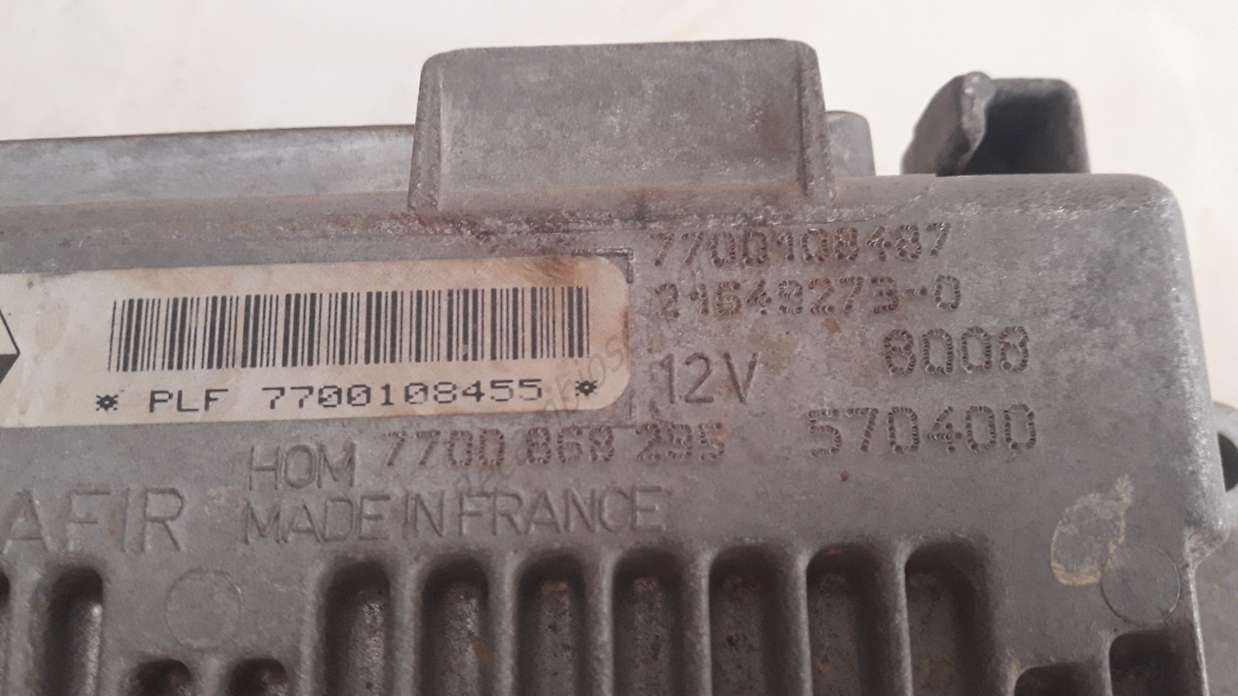 7700108487
21649273-0
8008
12V
* PLF 7700108455 *
570400
HOM 7700 868 295
AFIR
MADE IN FRANCE